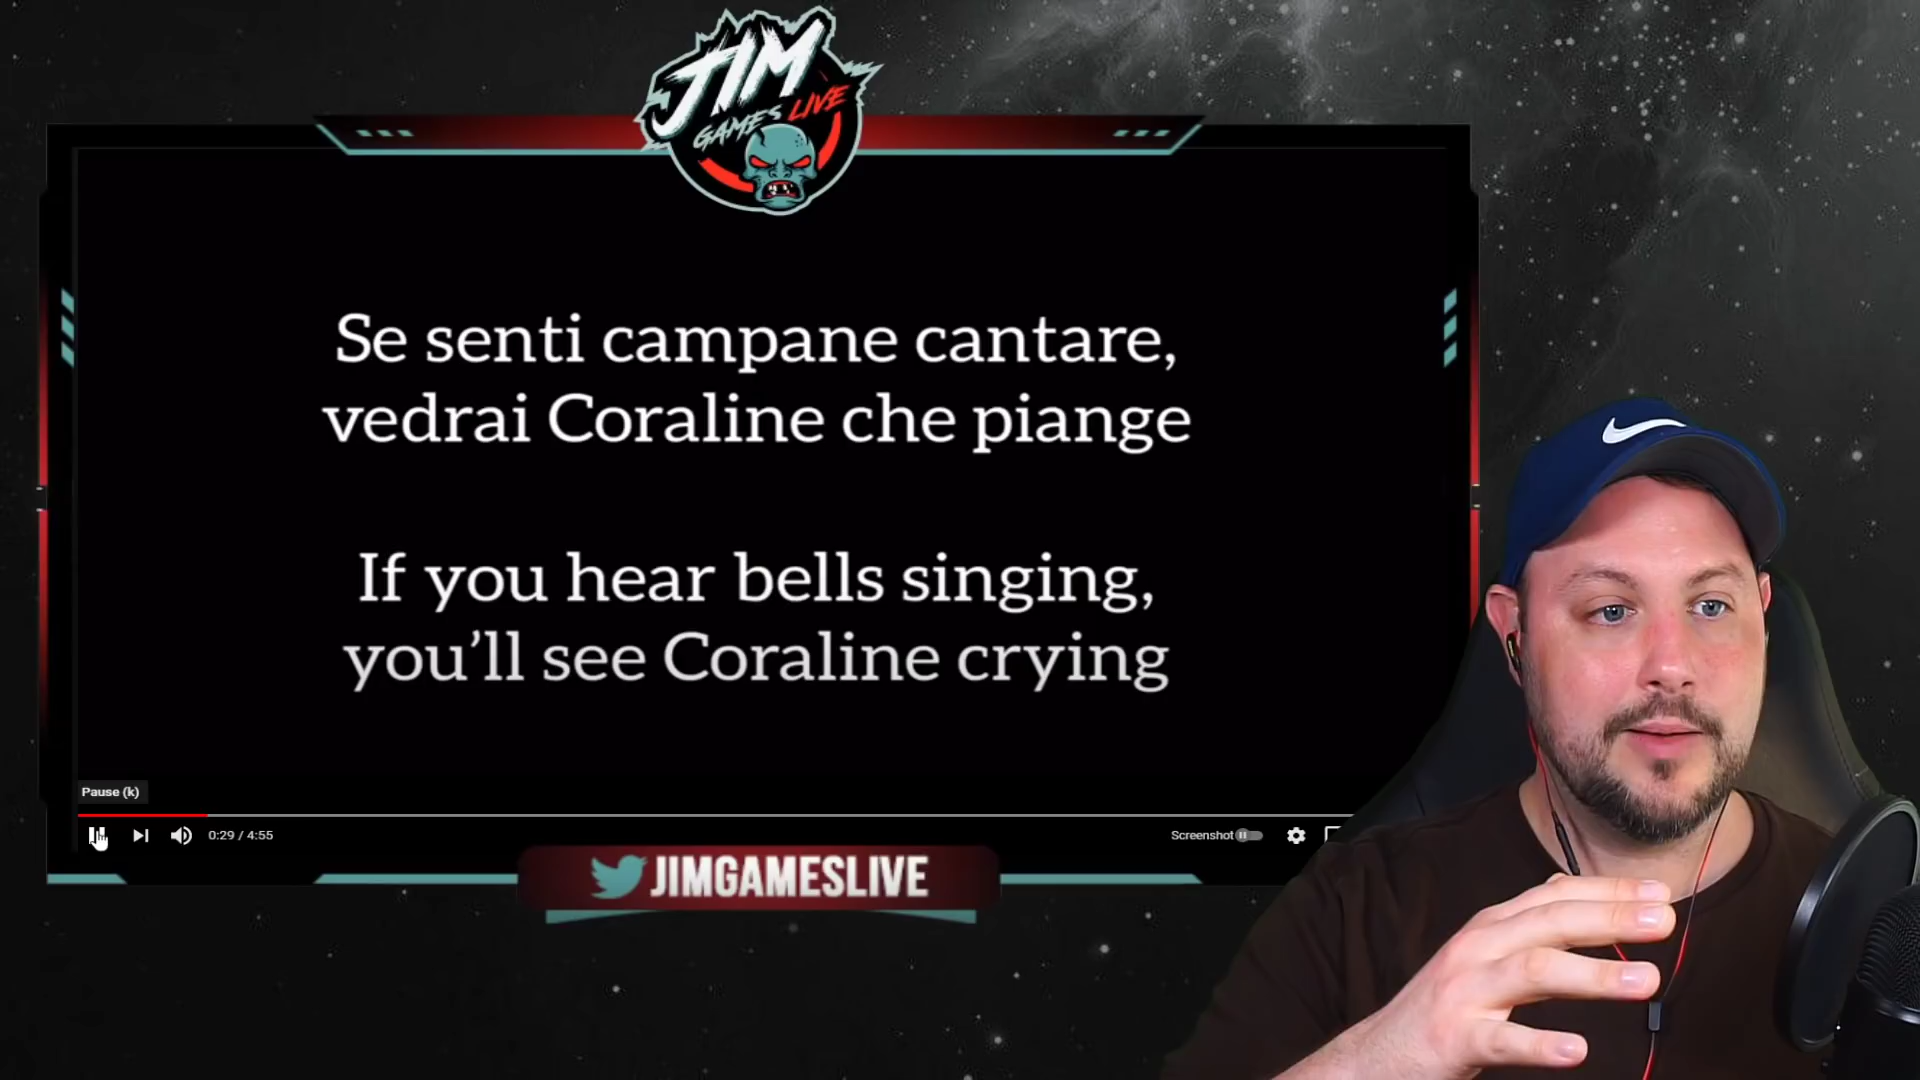 JIM
GAMES LIVE
Se senti campane cantare,
vedrai Coraline che piange
If you hear bells singing,
you’ll see Coraline crying
Pause (k)
0:29 / 4:55
Screenshot
JIMGAMESLIVE